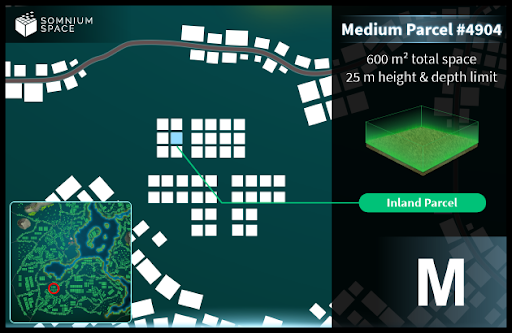 SOMNIUM
SPACE
Medium Parcel #4904
600 m² total space
25 m height & depth limit
Inland Parcel
M